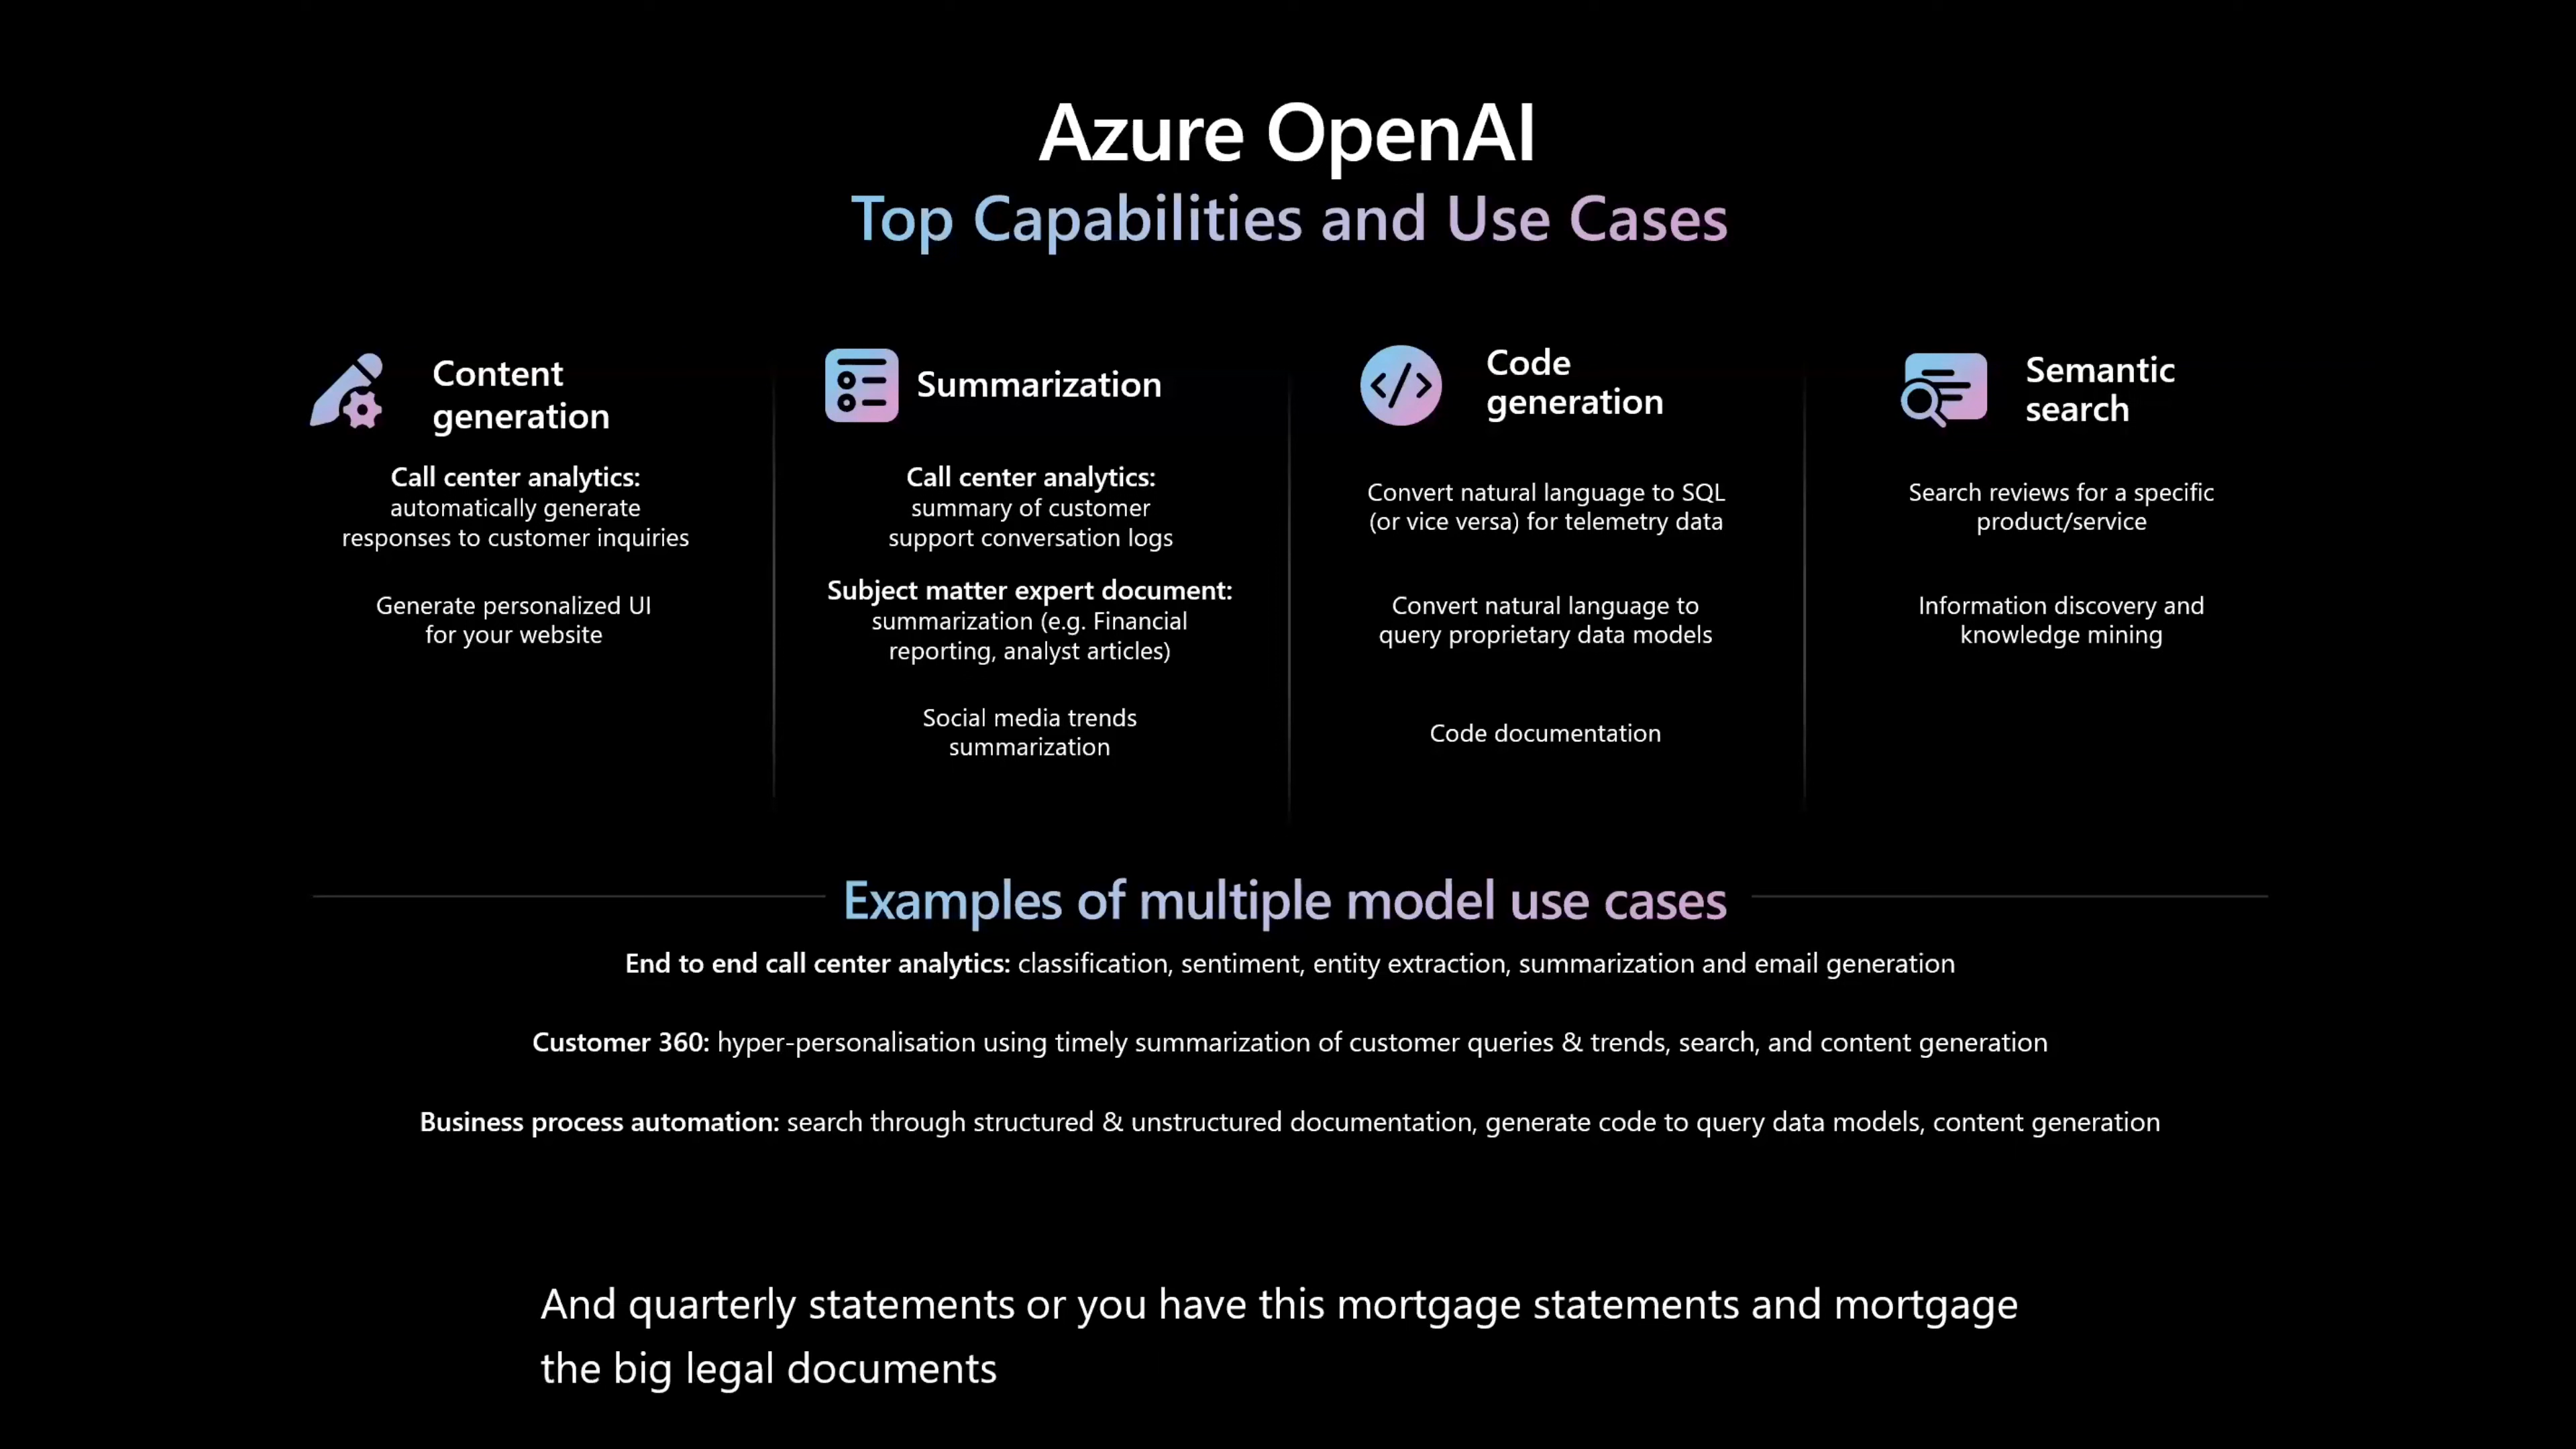 Azure OpenAI
Top Capabilities and Use Cases
Content
generation
Call center analytics:
automatically generate
responses to customer inquiries
Generate personalized UI
for your website
Summarization
Call center analytics:
summary of customer
support conversation logs
Subject matter expert document:
summarization (e.g. Financial
reporting, analyst articles)
Social media trends
summarization
Code
generation
Convert natural language to SQL
(or vice versa) for telemetry data
Convert natural language to
query proprietary data models
Code documentation
Semantic
search
Search reviews for a specific
product/service
Information discovery and
knowledge mining
Examples of multiple model use cases
End to end call center analytics: classification, sentiment, entity extraction, summarization and email generation
Customer 360: hyper-personalisation using timely summarization of customer queries & trends, search, and content generation
Business process automation: search through structured & unstructured documentation, generate code to query data models, content generation
And quarterly statements or you have this mortgage statements and mortgage
the big legal documents